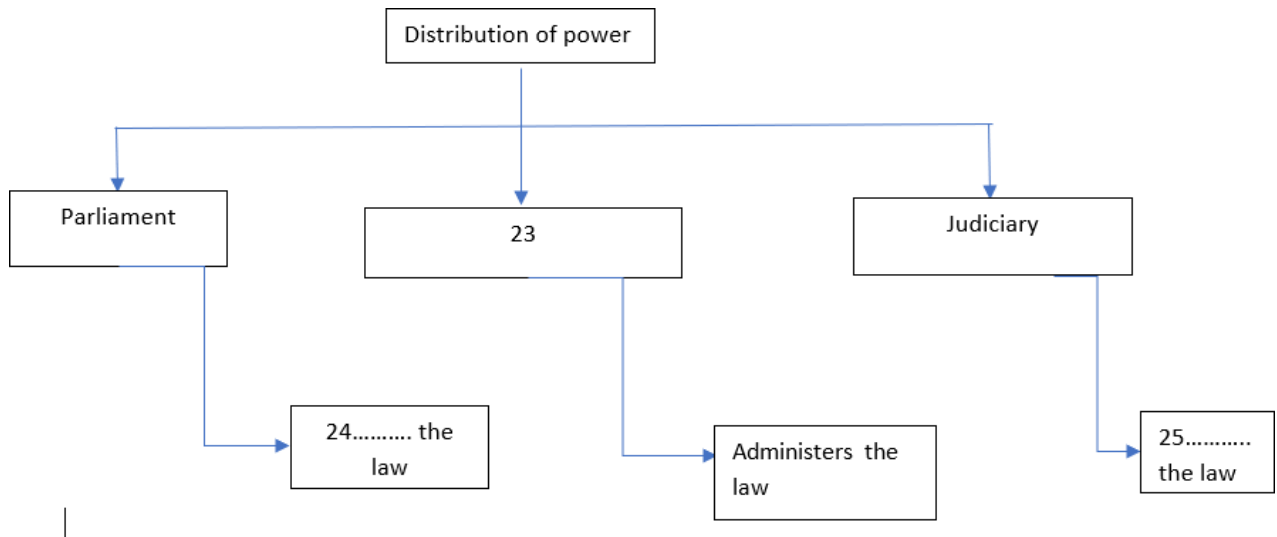 Distribution of power
Parliament
23
Judiciary
24.......... the
law
Administers the
law
25...........
the law